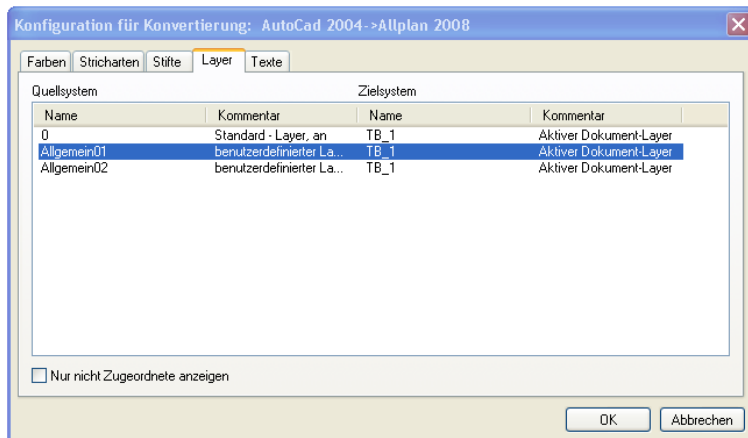 Konfiguration für Konvertierung: AutoCad 2004->Allplan 2008
Farben Stricharten Stifte Layer Texte
Quellsystem Zielsystem
Name Kommentar Name Kommentar
0 Standard - Layer, an TB_1 Aktiver Dokument-Layer
Allgemein01 benutzerdefinierter La... TB_1 Aktiver Dokument-Layer
Allgemein02 benutzerdefinierter La... TB_1 Aktiver Dokument-Layer
Nur nicht Zugeordnete anzeigen
OK Abbrechen